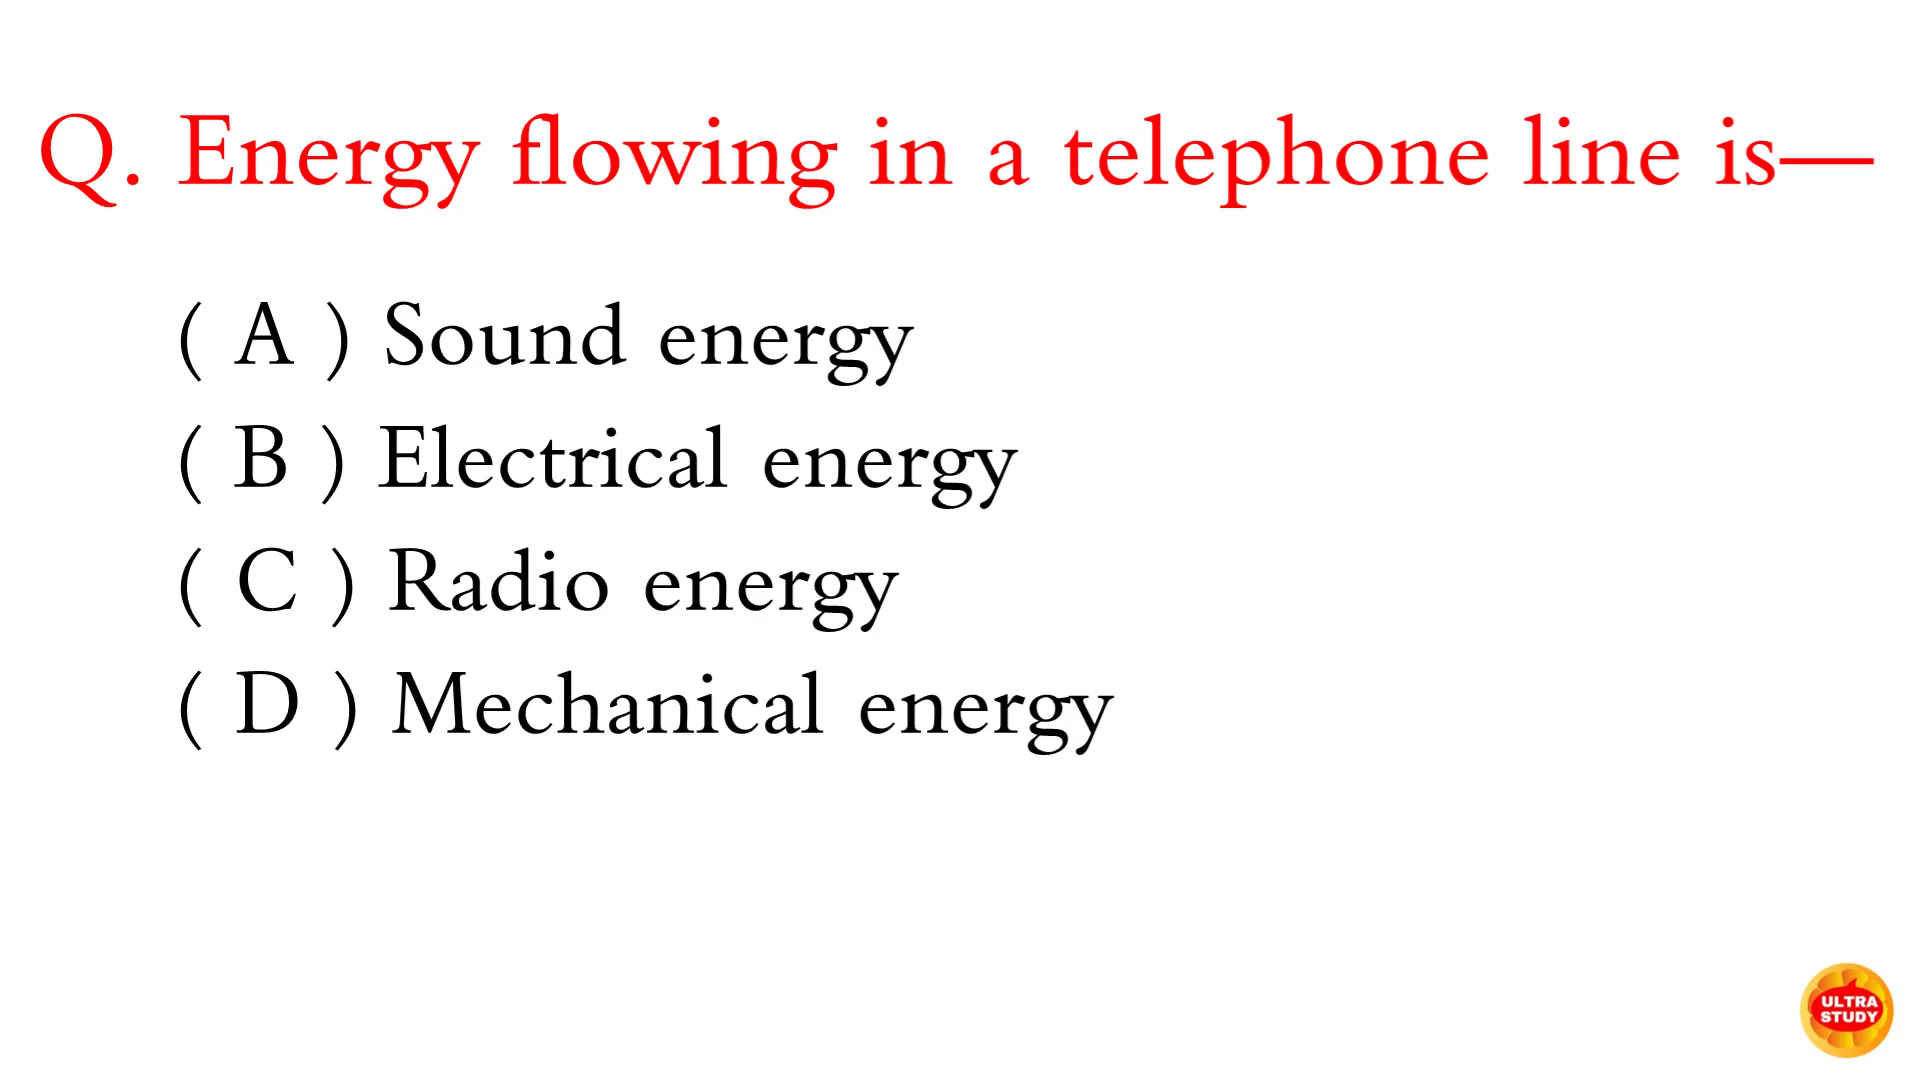 Q. Energy flowing in a telephone line is—
( A ) Sound energy
( B ) Electrical energy
( C ) Radio energy
( D ) Mechanical energy
ULTRA
STUDY